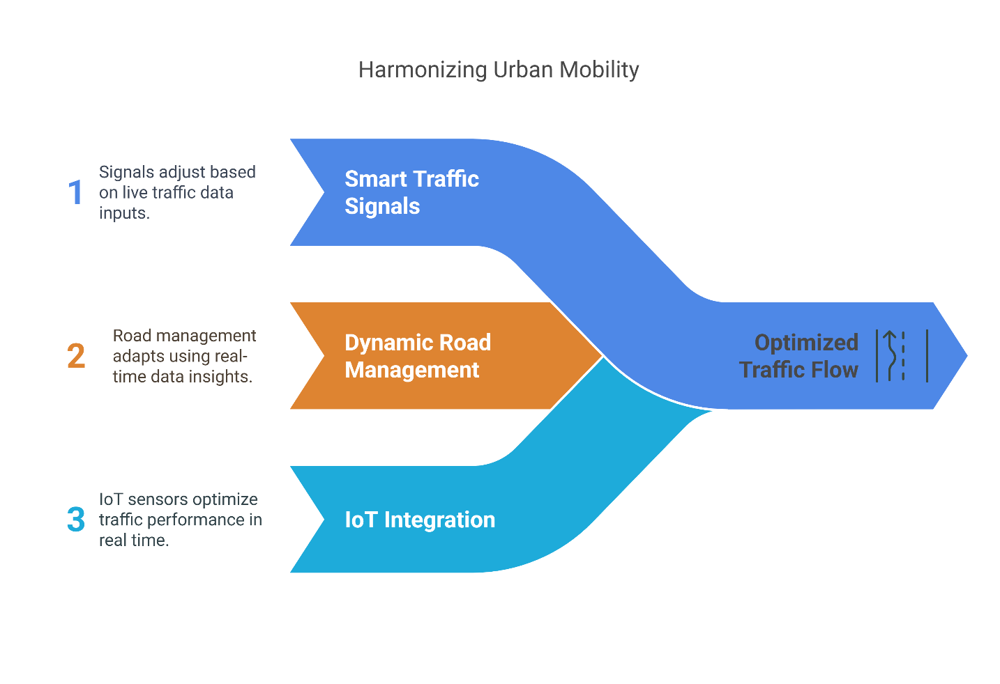 Harmonizing Urban Mobility
1
Signals adjust based
on live traffic data
inputs.
Smart Traffic
Signals
2
Road management
adapts using real-
time data insights.
Dynamic Road
Management
Optimized
Traffic Flow
3
IoT sensors optimize
traffic performance in
real time.
IoT Integration